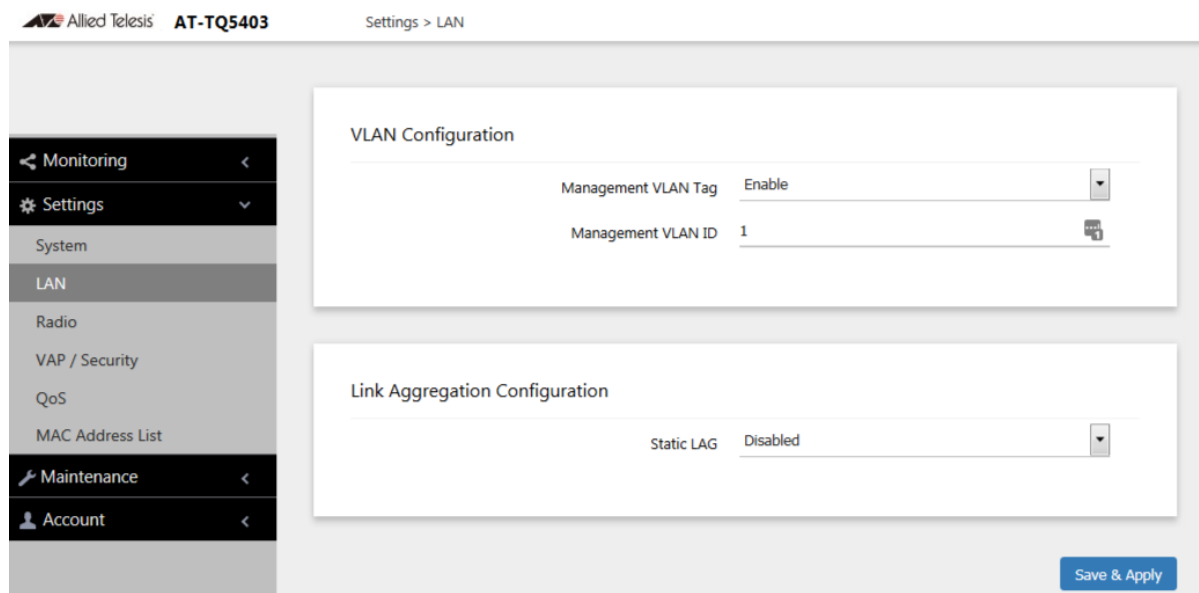 Allied Telesis AT-TQ5403 Settings > LAN
Monitoring
Settings
System
LAN
Radio
VAP / Security
QoS
MAC Address List
Maintenance
Account
VLAN Configuration
Management VLAN Tag Enable
Management VLAN ID 1
Link Aggregation Configuration
Static LAG Disabled
Save & Apply